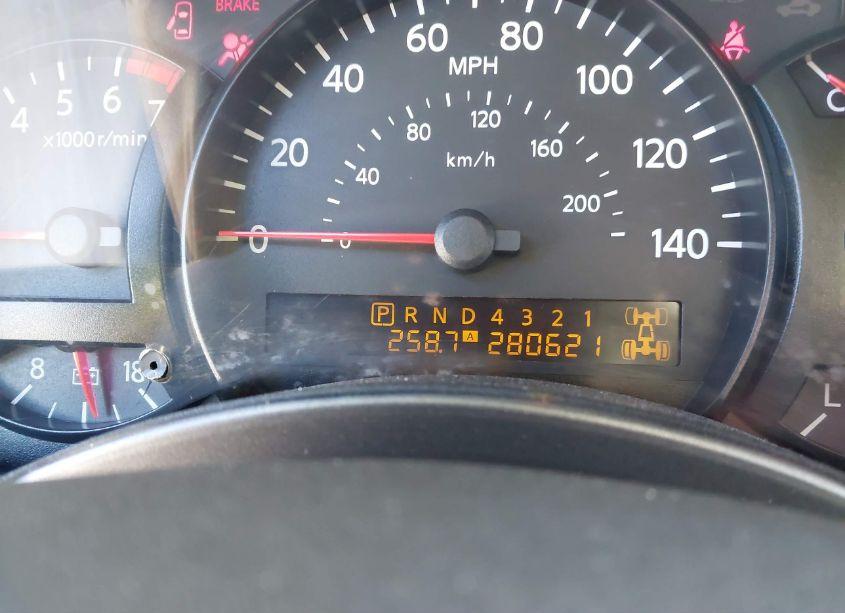 BRAKE
4 5 6 7
x1000r/min
0 20 40 60 80 100 120 140
MPH
0 40 80 120 160 200
km/h
C
P R N D 4 3 2 1
258.7 A 280621
8 18
L